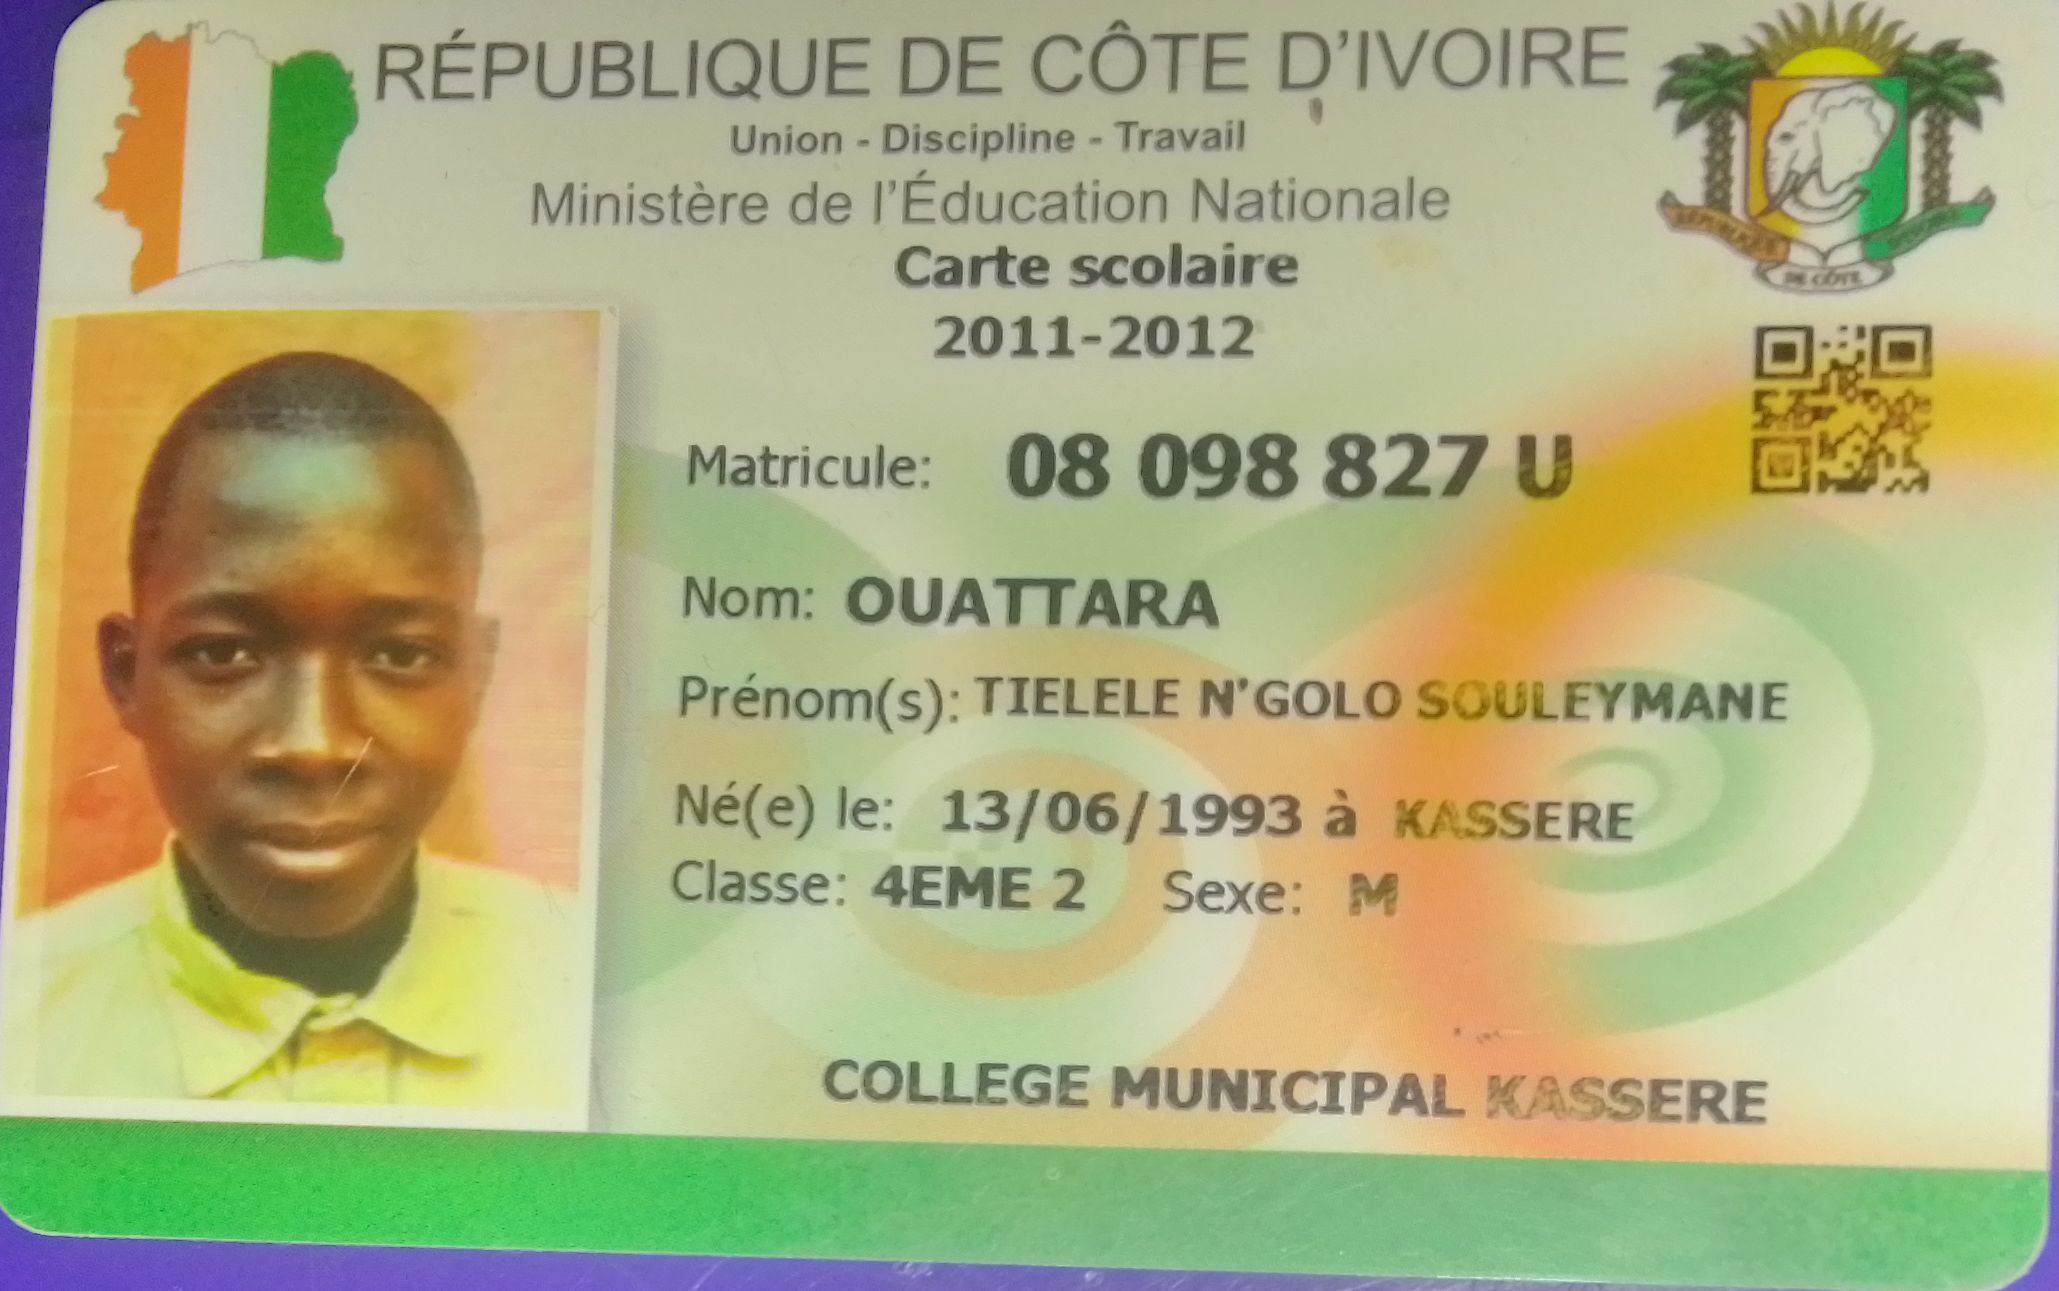 RÉPUBLIQUE DE CÔTE D'IVOIRE
Union - Discipline - Travail
Ministère de l'Éducation Nationale
Carte scolaire
2011-2012
RÉPUBLIQUE DE CÔTE D'IVOIRE
Matricule: 08 098 827 U
Nom: OUATTARA
Prénom(s): TIELELE N'GOLO SOULEYMANE
Né(e) le: 13/06/1993 à KASSERE
Classe: 4EME 2 Sexe: M
COLLEGE MUNICIPAL KASSERE